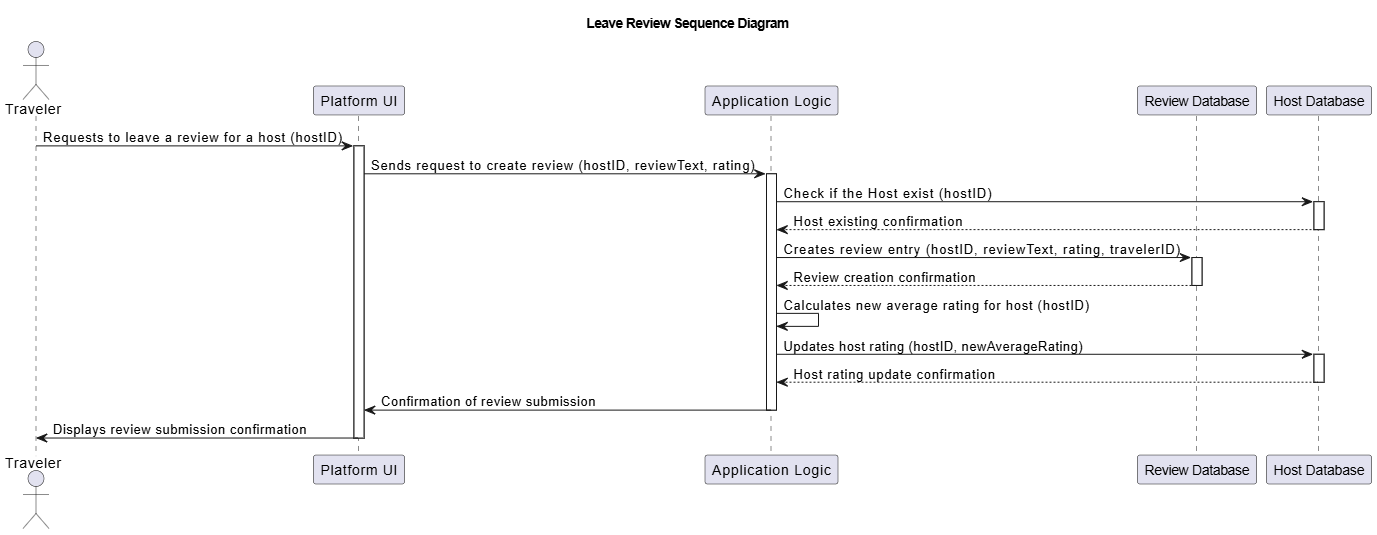 Leave Review Sequence Diagram
Traveler
Platform UI
Application Logic
Review Database
Host Database
Requests to leave a review for a host (hostID)
Sends request to create review (hostID, reviewText, rating)
Check if the Host exist (hostID)
Host existing confirmation
Creates review entry (hostID, reviewText, rating, travelerID)
Review creation confirmation
Calculates new average rating for host (hostID)
Updates host rating (hostID, newAverageRating)
Host rating update confirmation
Confirmation of review submission
Displays review submission confirmation
Traveler
Platform UI
Application Logic
Review Database
Host Database